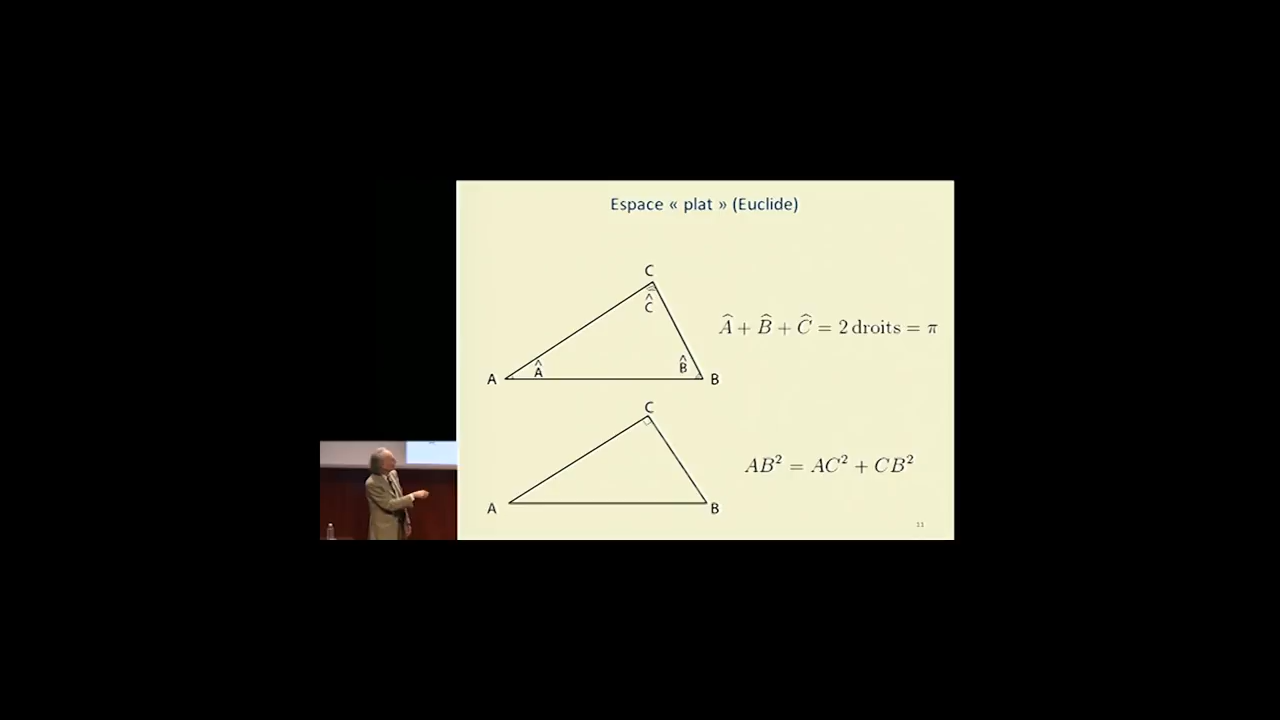 Espace « plat » (Euclide)
C
Ĉ
Â
B̂
A
B
Â + B̂ + Ĉ = 2 droits = π
C
A
B
AB² = AC² + CB²
11